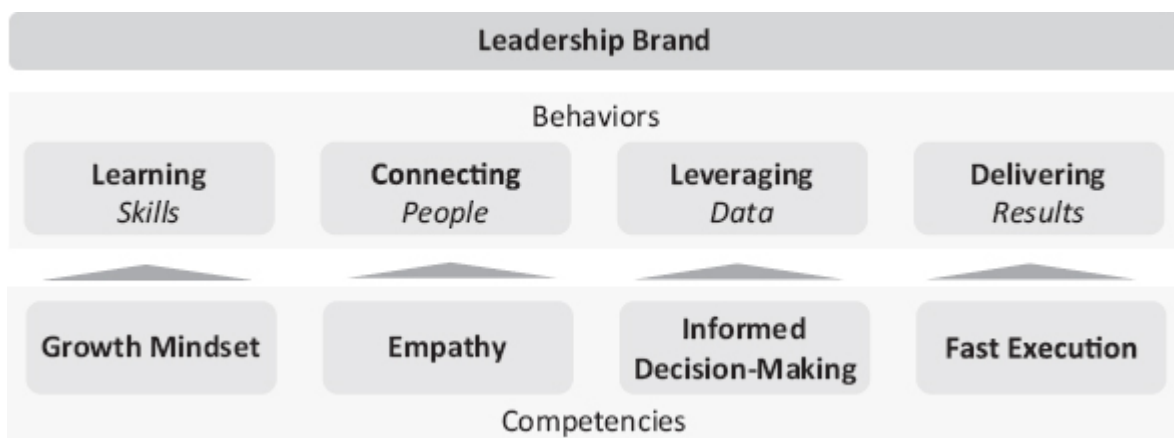 Leadership Brand
Behaviors
Learning
Skills
Connecting
People
Leveraging
Data
Delivering
Results
Growth Mindset
Empathy
Informed
Decision-Making
Fast Execution
Competencies